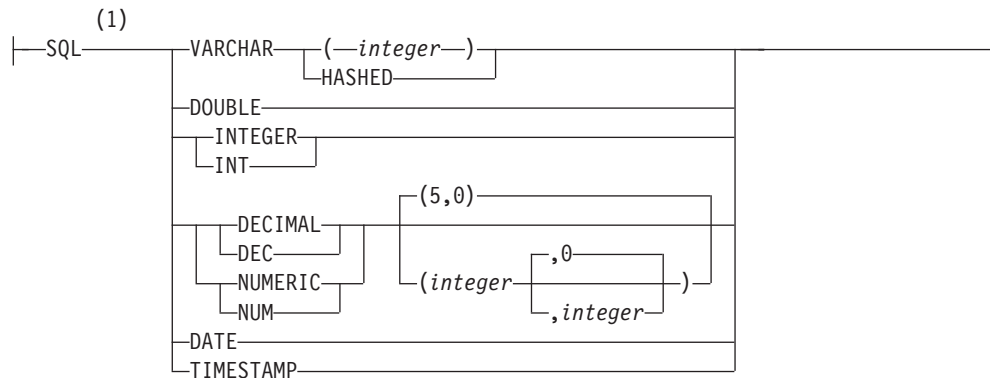 (1)
SQL VARCHAR (integer)
HASHED
DOUBLE
INTEGER
INT
(5,0)
DECIMAL
DEC
,0
NUMERIC (integer )
NUM ,integer
DATE
TIMESTAMP